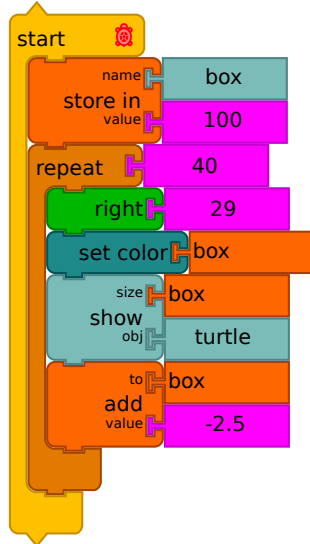 start
name box
store in
value 100
repeat 40
right 29
set color box
size box
show
obj turtle
to box
add
value -2.5